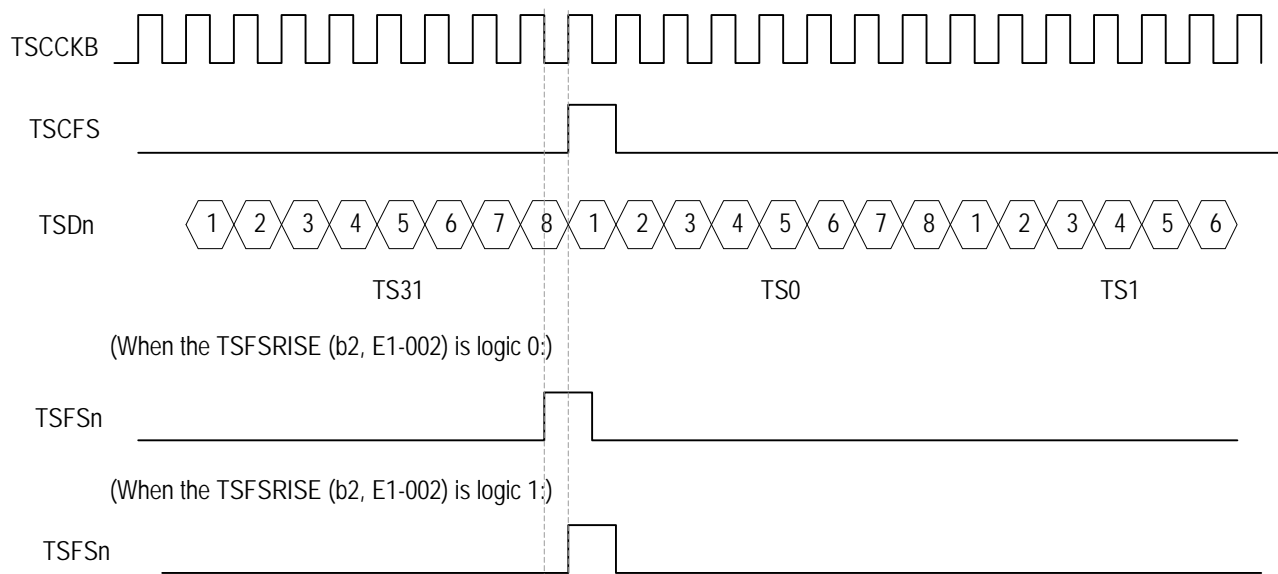 TSCCKB
TSCFS
TSDn 1 2 3 4 5 6 7 8 1 2 3 4 5 6 7 8 1 2 3 4 5 6
TS31 TS0 TS1
(When the TSFSRISE (b2, E1-002) is logic 0:)
TSFSn
(When the TSFSRISE (b2, E1-002) is logic 1:)
TSFSn